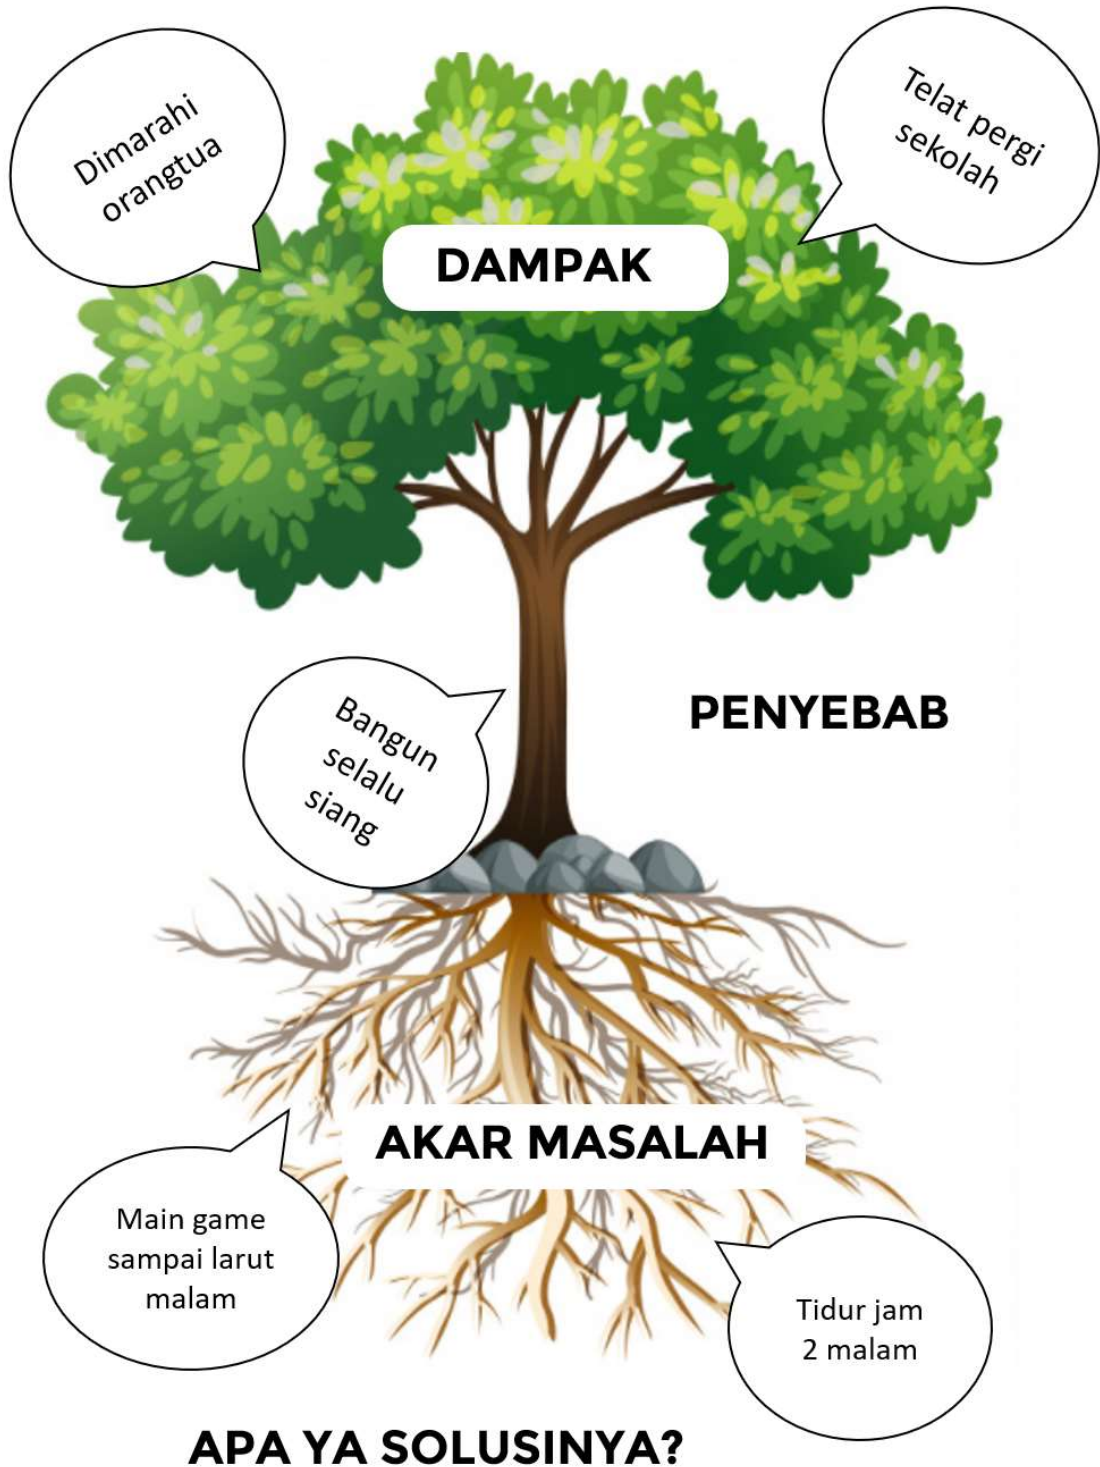 Dimarahi
orangtua
Telat pergi
sekolah
DAMPAK
Bangun
selalu
siang
PENYEBAB
AKAR MASALAH
Main game
sampai larut
malam
Tidur jam
2 malam
APA YA SOLUSINYA?